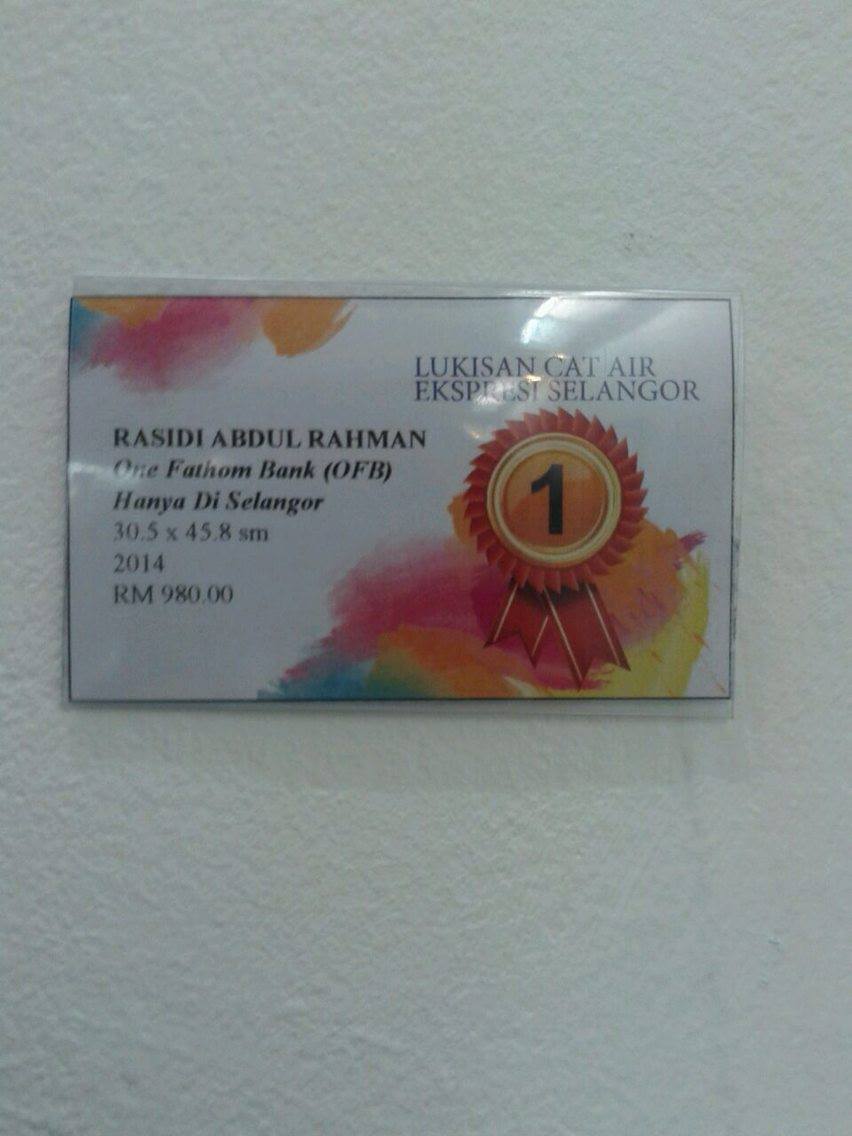 LUKISAN CAT AIR
EKSPRESI SELANGOR
RASIDI ABDUL RAHMAN
One Fathom Bank (OFB)
Hanya Di Selangor
30.5 x 45.8 sm
2014
RM 980.00
1